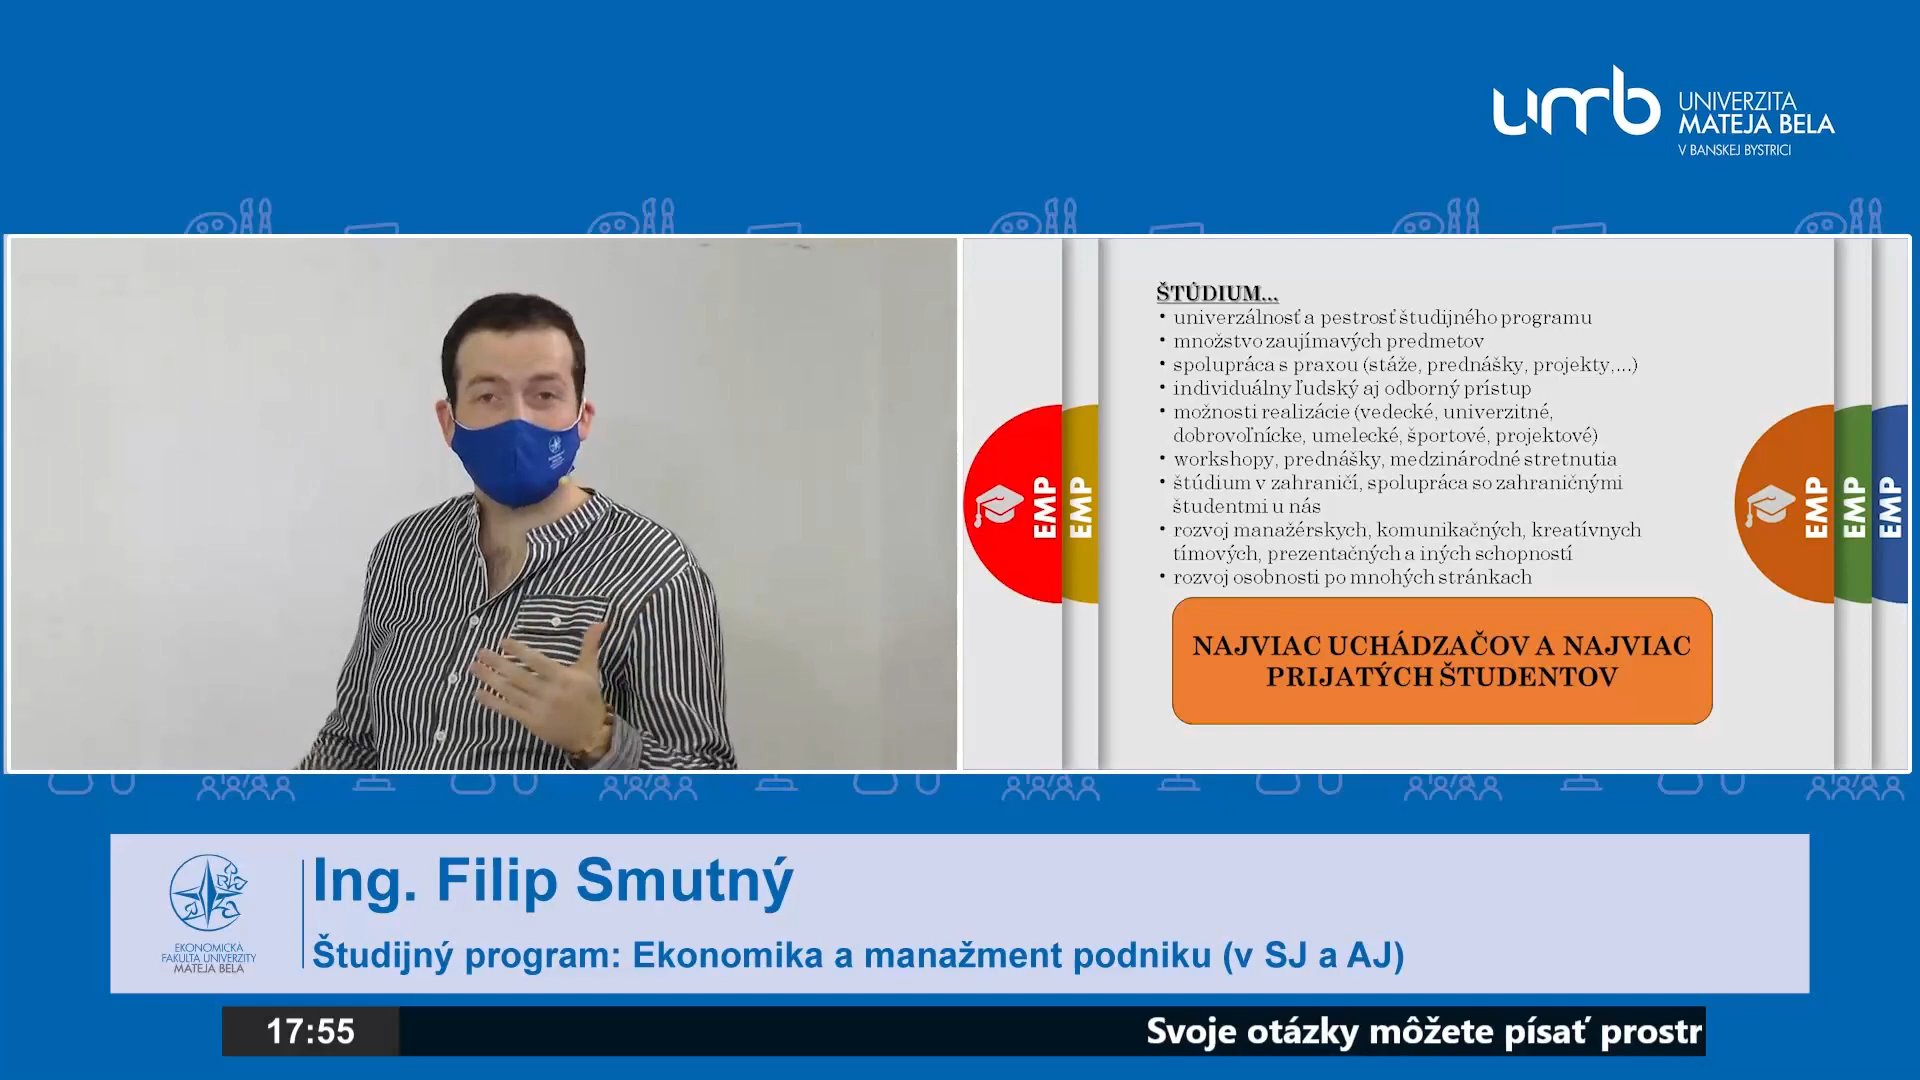 umb
UNIVERZITA
MATEJA BELA
V BANSKEJ BYSTRICI
ŠTÚDIUM...
• univerzálnosť a pestrosť študijného programu
• množstvo zaujímavých predmetov
• spolupráca s praxou (stáže, prednášky, projekty,...)
• individuálny ľudský aj odborný prístup
• možnosti realizácie (vedecké, univerzitné,
dobrovoľnícke, umelecké, športové, projektové)
• workshopy, prednášky, medzinárodné stretnutia
• štúdium v zahraničí, spolupráca so zahraničnými
študentmi u nás
• rozvoj manažérskych, komunikačných, kreatívnych
tímových, prezentačných a iných schopností
• rozvoj osobnosti po mnohých stránkach
NAJVIAC UCHÁDZAČOV A NAJVIAC
PRIJATÝCH ŠTUDENTOV
EMP
EMP
EMP
EMP
EMP
Ing. Filip Smutný
Študijný program: Ekonomika a manažment podniku (v SJ a AJ)
EKONOMICKÁ
FAKULTA UNIVERZITY
MATEJA BELA
17:55
Svoje otázky môžete písať prostr